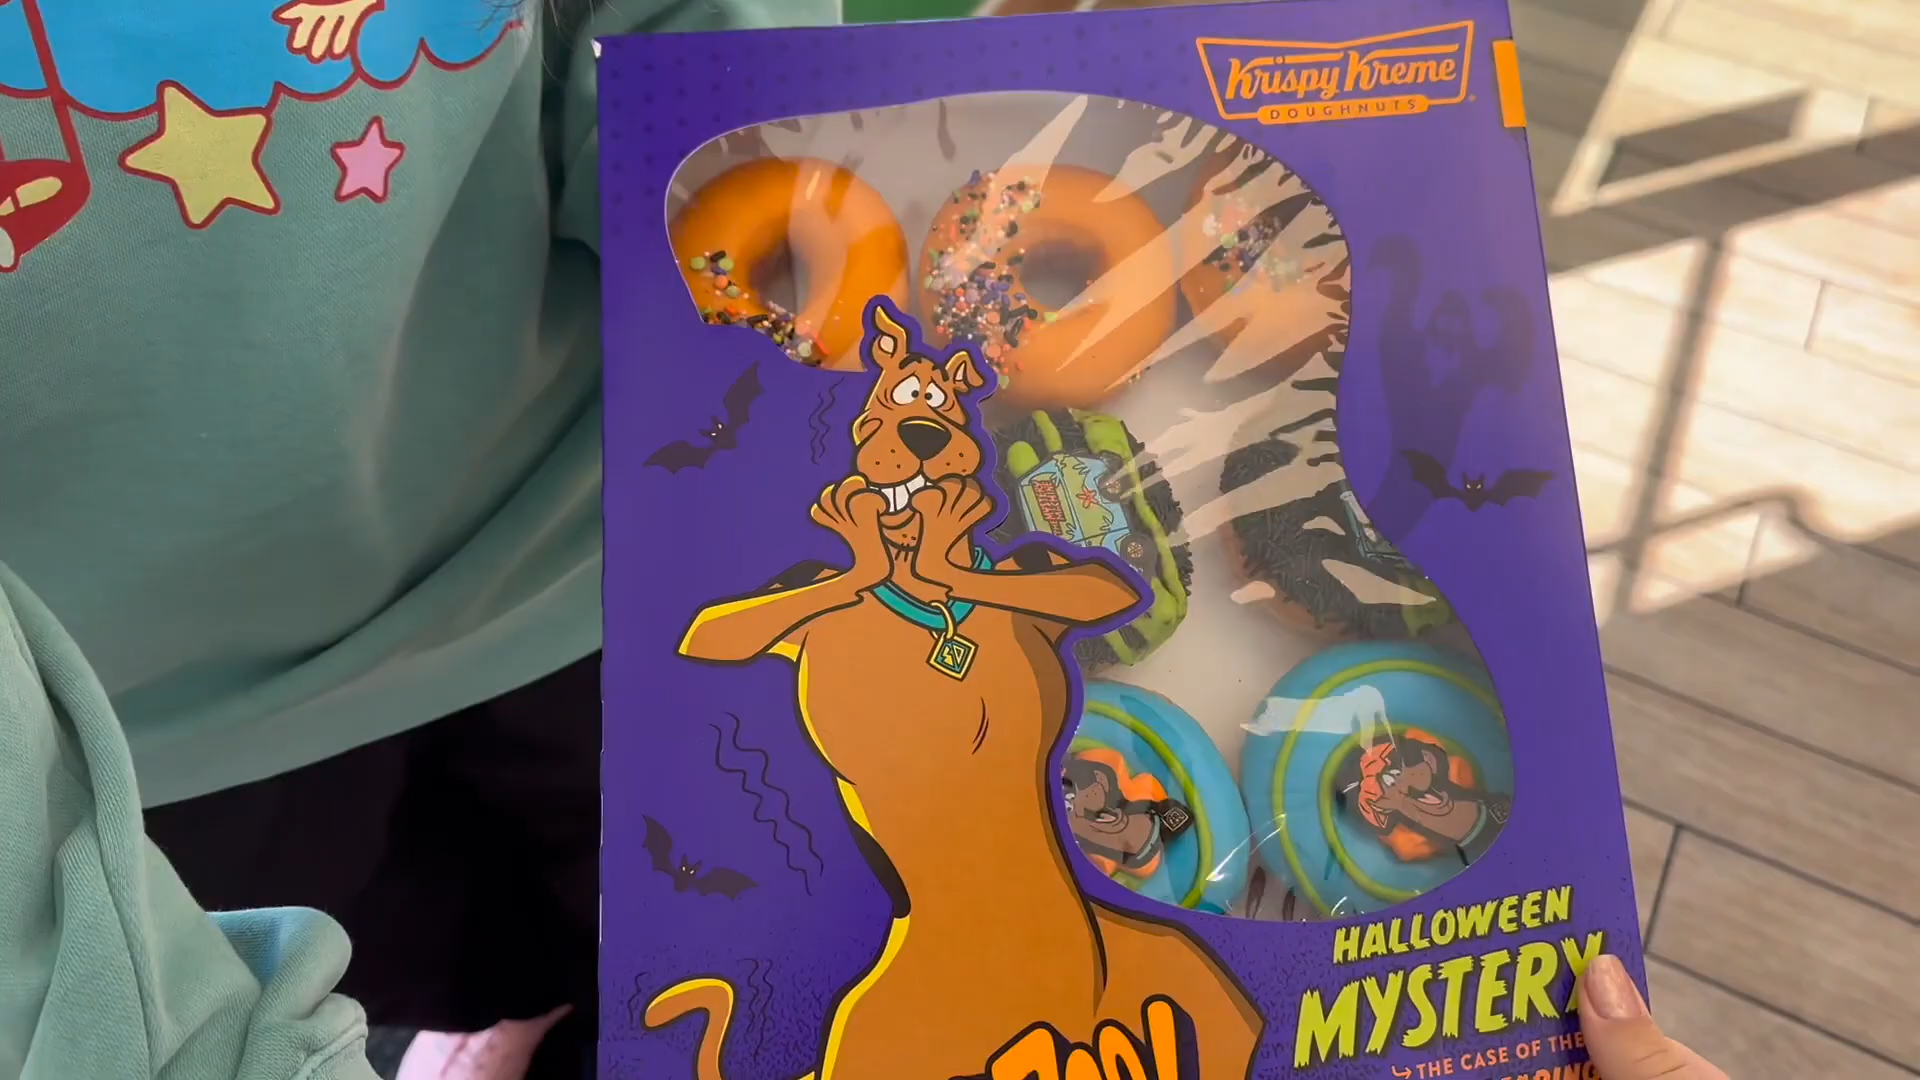 Krispy Kreme
DOUGHNUTS
HALLOWEEN
MYSTERY
THE CASE OF THE